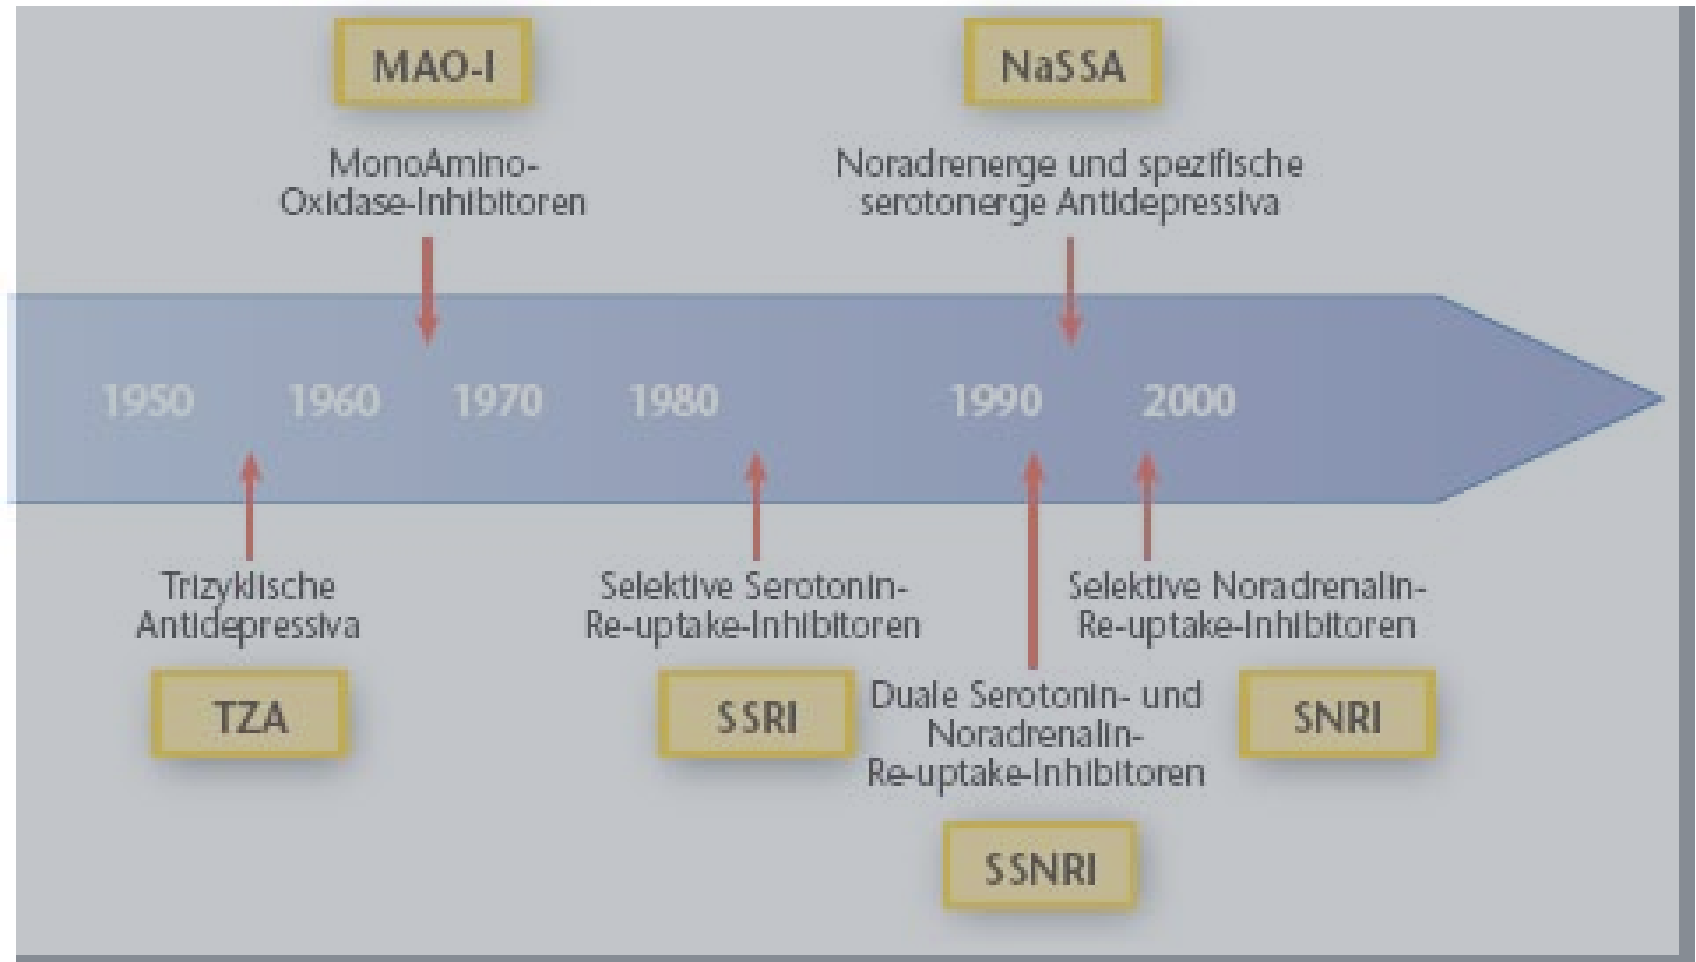 MAO-I
NaSSA
MonoAmino-
Oxidase-Inhibitoren
Noradrenerge und spezifische
serotonerge Antidepressiva
1950 1960 1970 1980 1990 2000
Trizyklische
Antidepressiva
TZA
Selektive Serotonin-
Re-uptake-Inhibitoren
SSRI
Duale Serotonin- und
Noradrenalin-
Re-uptake-Inhibitoren
SSNRI
Selektive Noradrenalin-
Re-uptake-Inhibitoren
SNRI